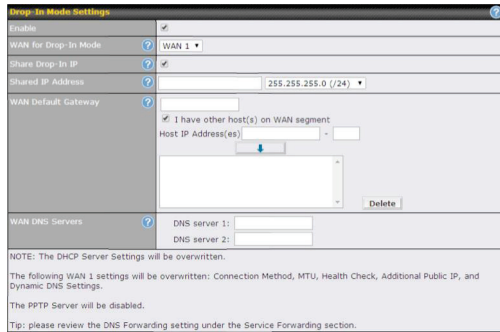 Drop-In Mode Settings
Enable
WAN for Drop-In Mode
WAN 1
Share Drop-In IP
Shared IP Address
255.255.255.0 (/24)
WAN Default Gateway
I have other host(s) on WAN segment
Host IP Address(es)
-
Delete
WAN DNS Servers
DNS server 1:
DNS server 2:
NOTE: The DHCP Server Settings will be overwritten.
The following WAN 1 settings will be overwritten: Connection Method, MTU, Health Check, Additional Public IP, and
Dynamic DNS Settings.
The PPTP Server will be disabled.
Tip: please review the DNS Forwarding setting under the Service Forwarding section.